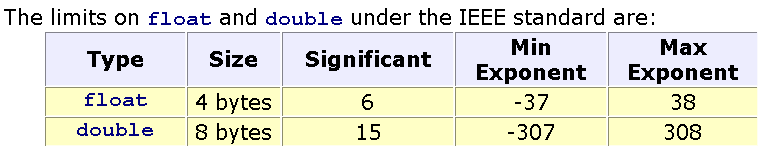 The limits on float and double under the IEEE standard are:
Type Size Significant Min Exponent Max Exponent
float 4 bytes 6 -37 38
double 8 bytes 15 -307 308